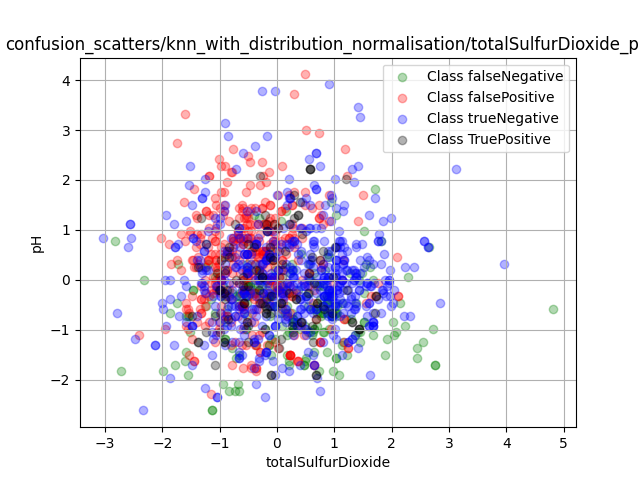 confusion_scatters/knn_with_distribution_normalisation/totalSulfurDioxide_p
Class falseNegative
Class falsePositive
Class trueNegative
Class TruePositive
4
3
2
1
0
−1
−2
pH
−3 −2 −1 0 1 2 3 4 5
totalSulfurDioxide